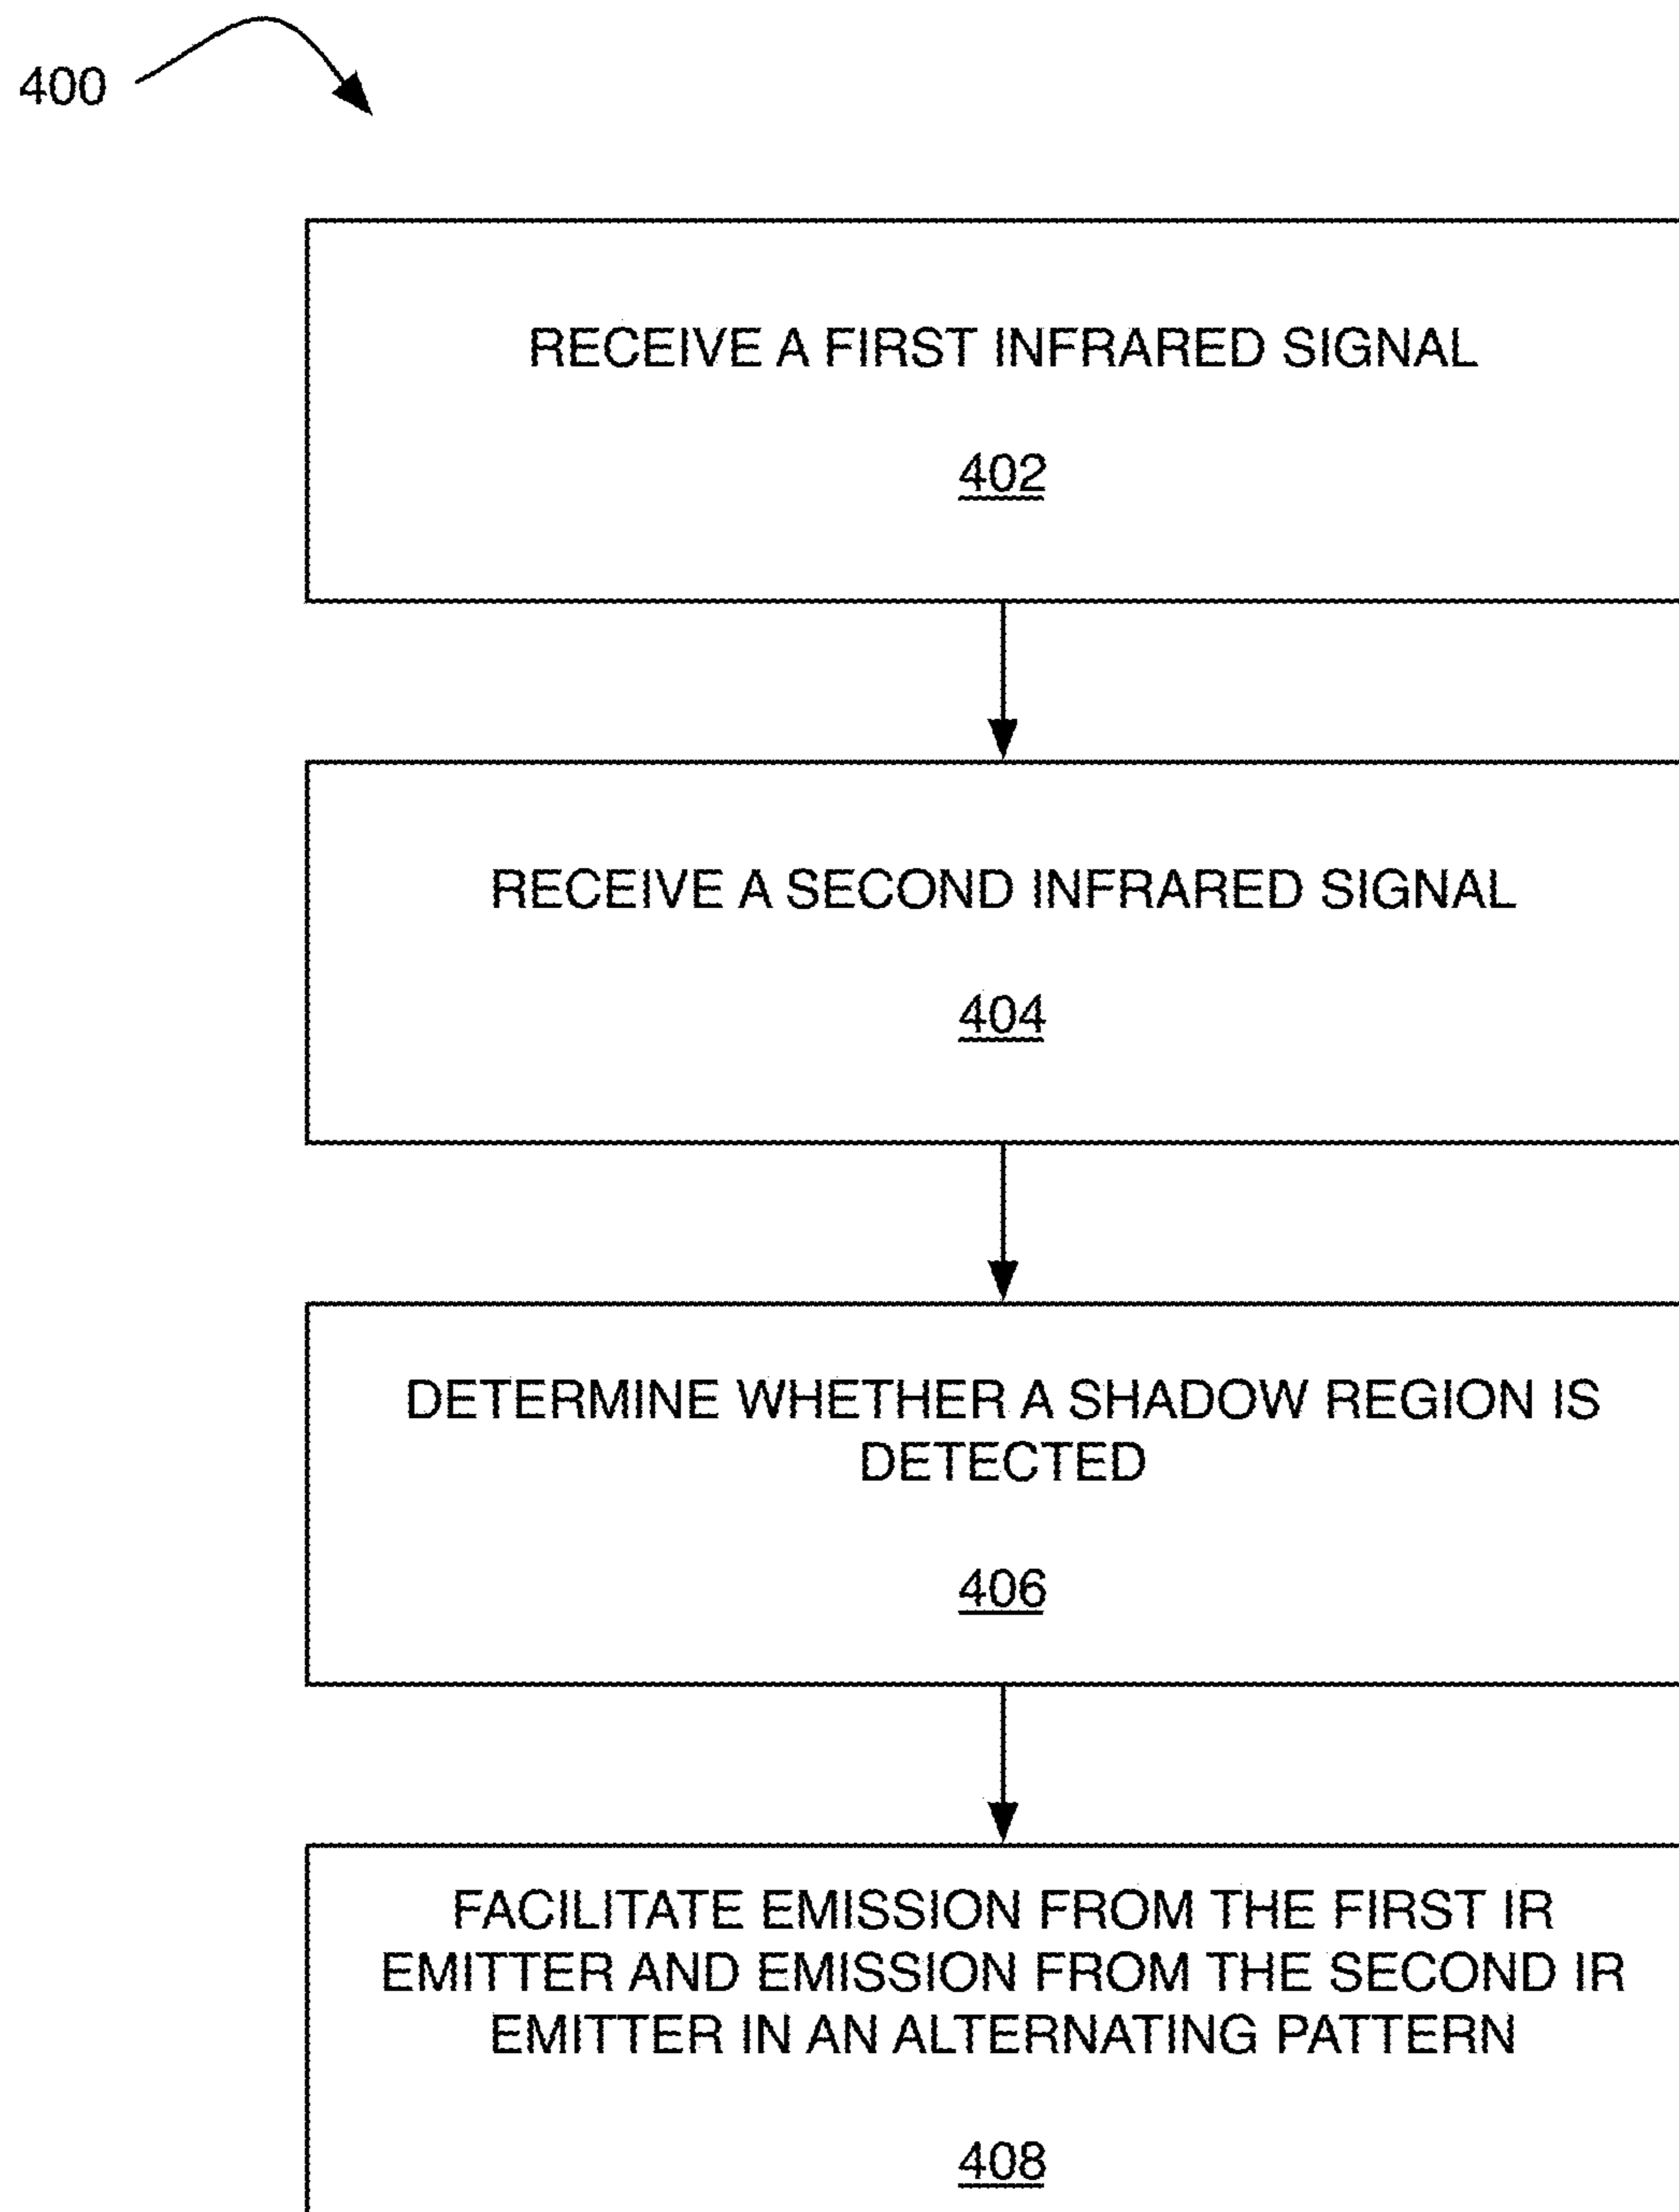 400
RECEIVE A FIRST INFRARED SIGNAL
402
RECEIVE A SECOND INFRARED SIGNAL
404
DETERMINE WHETHER A SHADOW REGION IS
DETECTED
406
FACILITATE EMISSION FROM THE FIRST IR
EMITTER AND EMISSION FROM THE SECOND IR
EMITTER IN AN ALTERNATING PATTERN
408